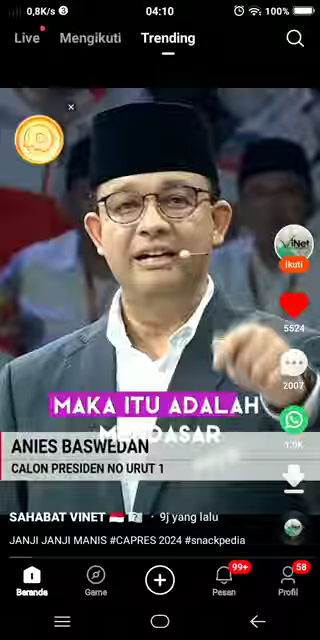 0,8K/s 3 04:10 100%
Live Mengikuti Trending
ViNet
Ikuti
5524
2007
MAKA ITU ADALAH
ANIES BASWEDAN
CALON PRESIDEN NO URUT 1
SAHABAT VINET 🇮🇩 · 9j yang lalu
JANJI JANJI MANIS #CAPRES 2024 #snackpedia
Beranda Game Pesan 99+ Profil 58